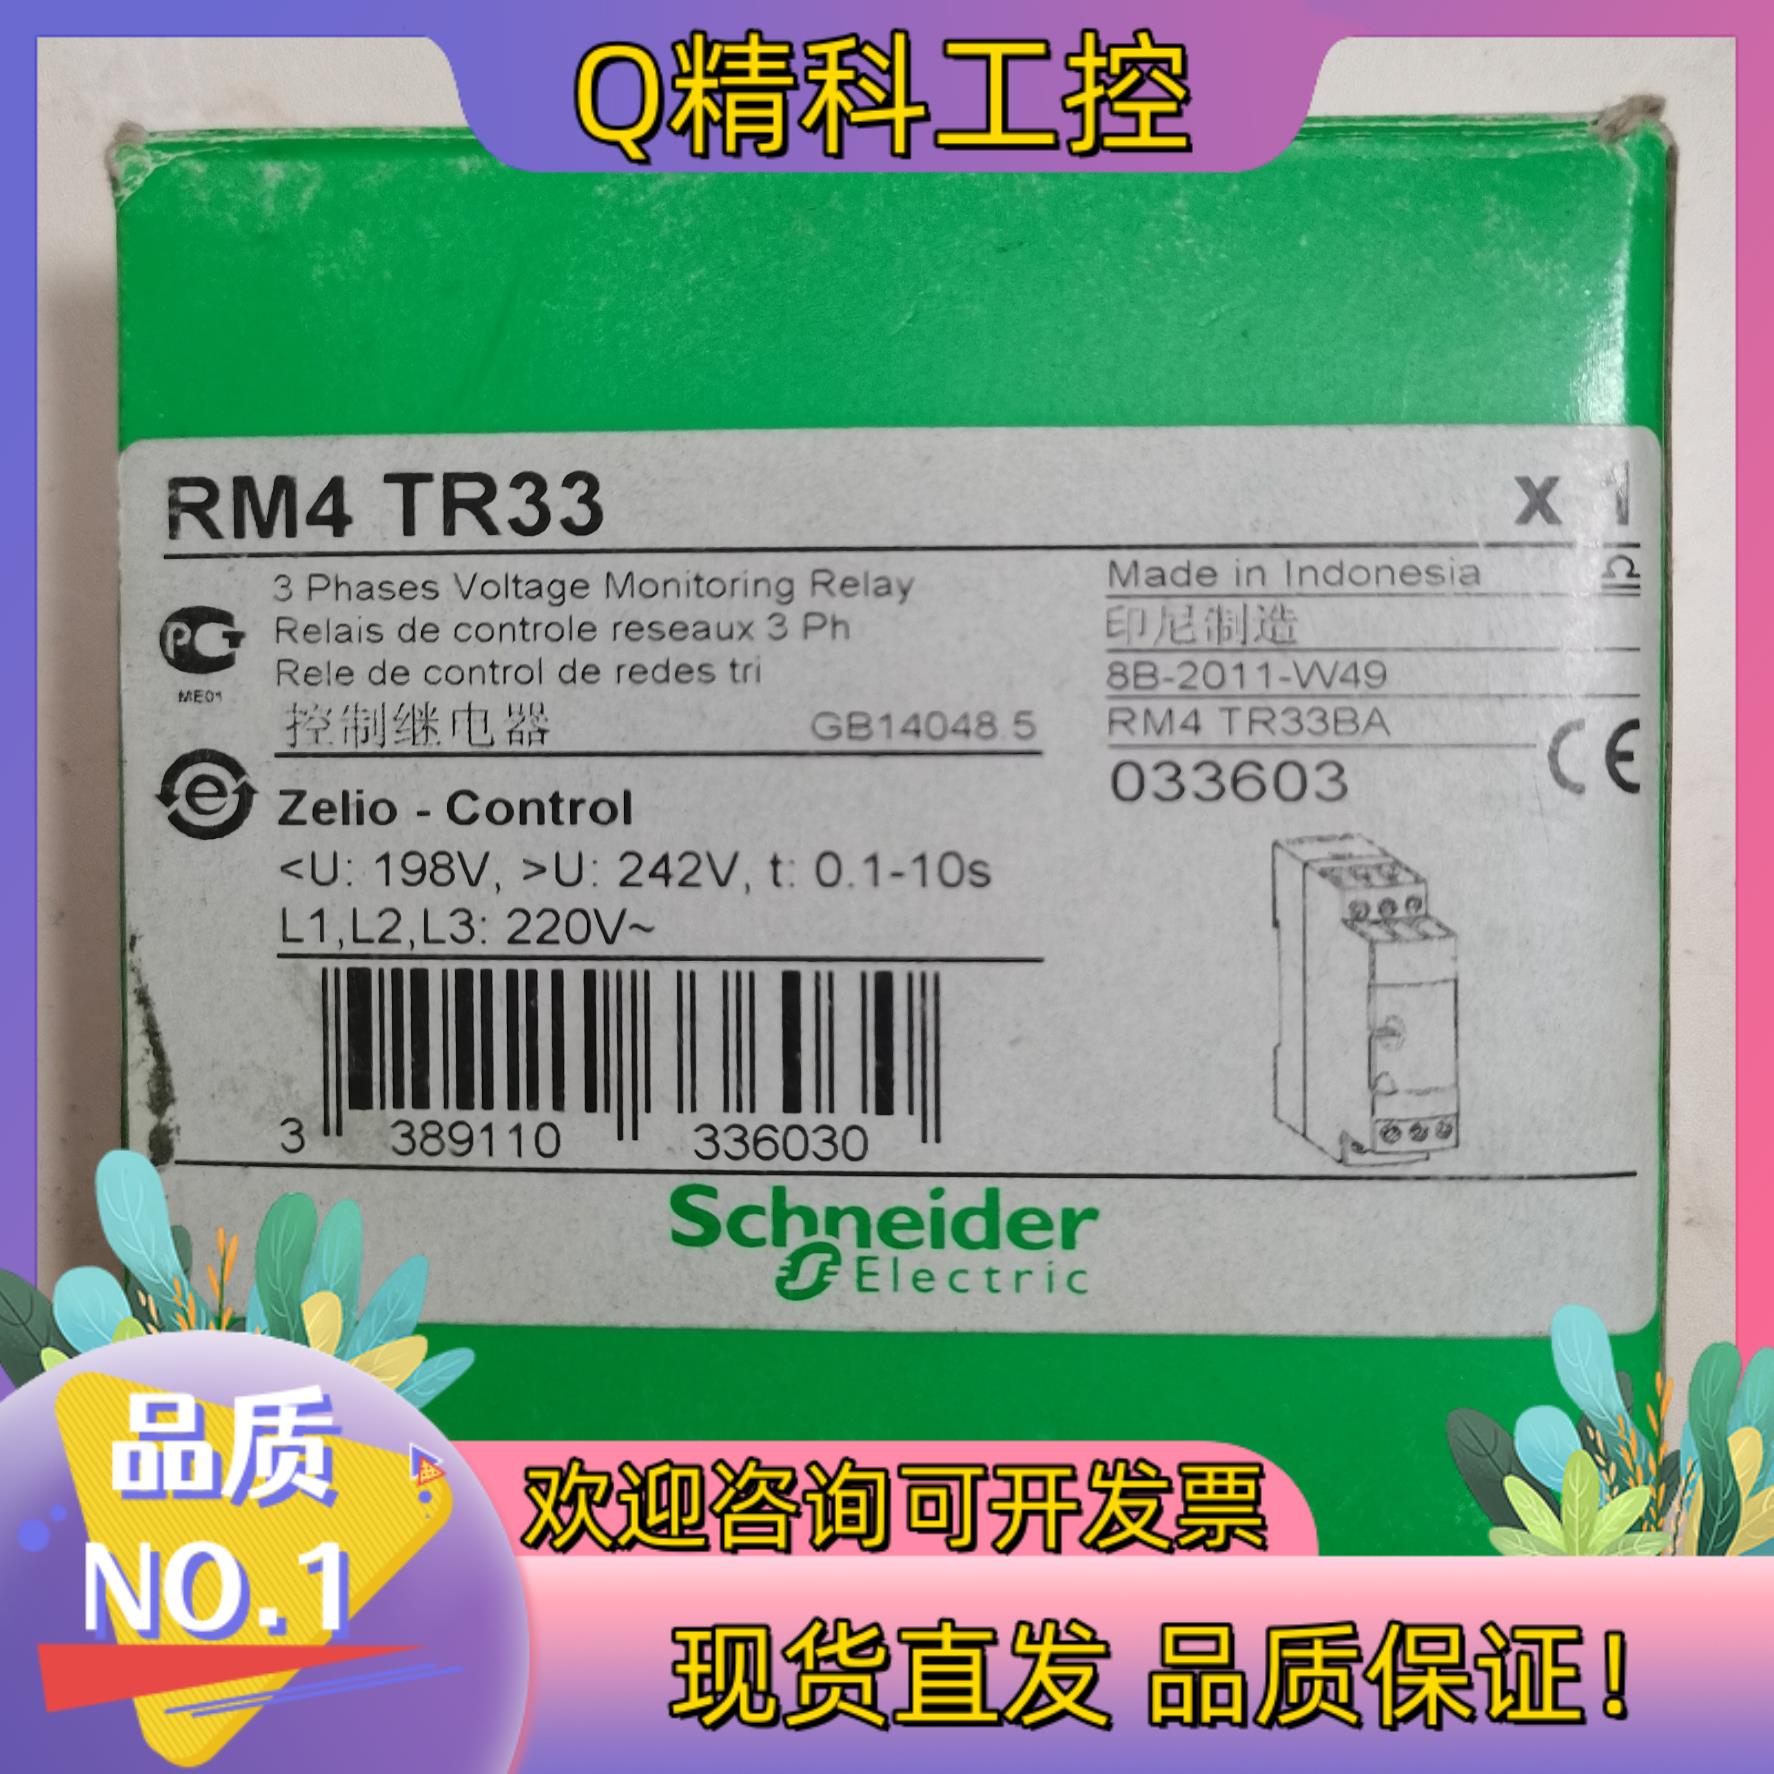 Q精科工控
RM4 TR33
x 1
3 Phases Voltage Monitoring Relay
Relais de controle reseaux 3 Ph
Rele de control de redes tri
控制继电器
GB14048.5
PCT
ME01
Made in Indonesia
印尼制造
8B-2011-W49
RM4 TR33BA
033603
CE
e
Zelio - Control
<U: 198V, >U: 242V, t: 0.1-10s
L1,L2,L3: 220V~
3 389110 336030
Schneider
Electric
品质
NO.1
欢迎咨询可开发票
现货直发 品质保证!